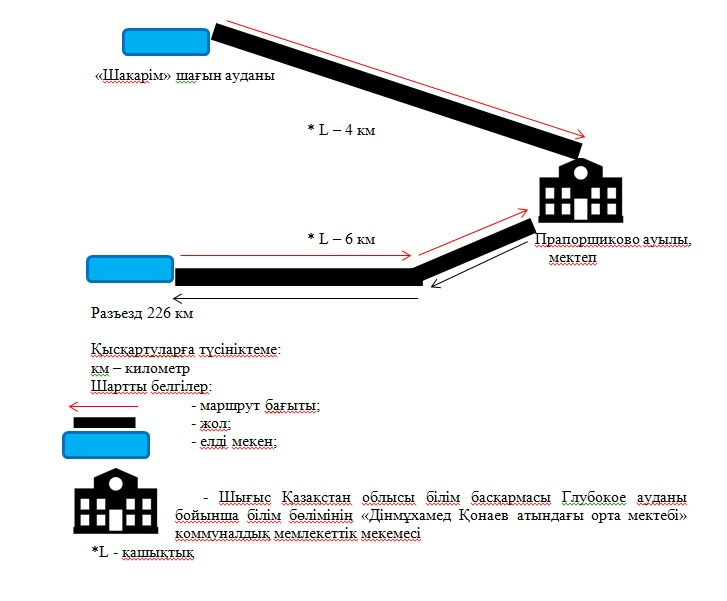 «Шакарім» шағын ауданы
* L – 4 км
* L – 6 км
Прапорщиково ауылы,
мектеп
Разъезд 226 км
Қысқартуларға түсініктеме:
км – километр
Шартты белгілер:
- маршрут бағыты;
- жол;
- елді мекен;
- Шығыс Қазақстан облысы білім басқармасы Глубокое ауданы
бойынша білім бөлімінің «Дінмұхамед Қонаев атындағы орта мектебі»
коммуналдық мемлекеттік мекемесі
*L - қашықтық